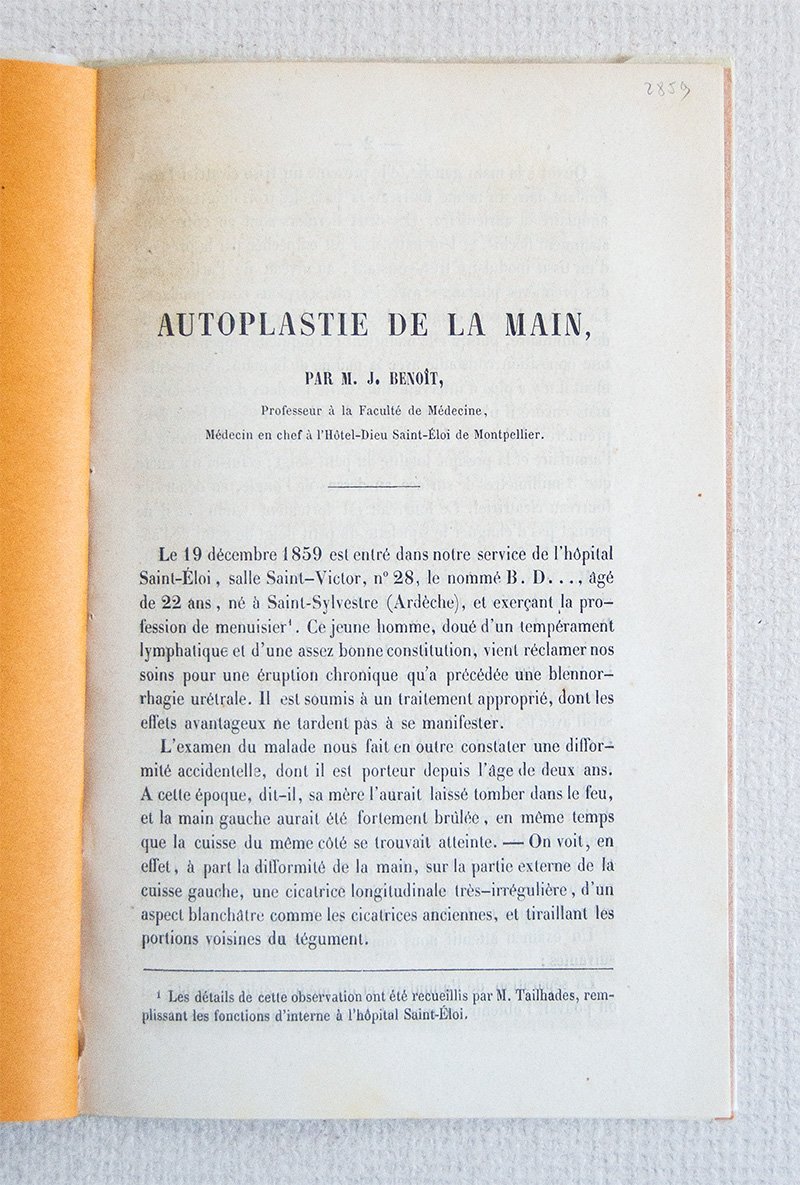 2859
AUTOPLASTIE DE LA MAIN,
PAR M. J. BENOÎT,
Professeur à la Faculté de Médecine,
Médecin en chef à l'Hôtel-Dieu Saint-Éloi de Montpellier.
Le 19 décembre 1859 est entré dans notre service de l'hôpital
Saint-Éloi, salle Saint-Victor, n° 28, le nommé B. D..., âgé
de 22 ans, né à Saint-Sylvestre (Ardèche), et exerçant la pro-
fession de menuisier¹. Ce jeune homme, doué d'un tempérament
lymphatique et d'une assez bonne constitution, vient réclamer nos
soins pour une éruption chronique qu'a précédée une blennor-
rhagie urétrale. Il est soumis à un traitement approprié, dont les
effets avantageux ne tardent pas à se manifester.
L'examen du malade nous fait en outre constater une diffor-
mité accidentelle, dont il est porteur depuis l'âge de deux ans.
A cette époque, dit-il, sa mère l'aurait laissé tomber dans le feu,
et la main gauche aurait été fortement brûlée, en même temps
que la cuisse du même côté se trouvait atteinte. — On voit, en
effet, à part la difformité de la main, sur la partie externe de la
cuisse gauche, une cicatrice longitudinale très-irrégulière, d'un
aspect blanchâtre comme les cicatrices anciennes, et tiraillant les
portions voisines du tégument.
¹ Les détails de cette observation ont été recueillis par M. Tailhades, rem-
plissant les fonctions d'interne à l'hôpital Saint-Éloi.